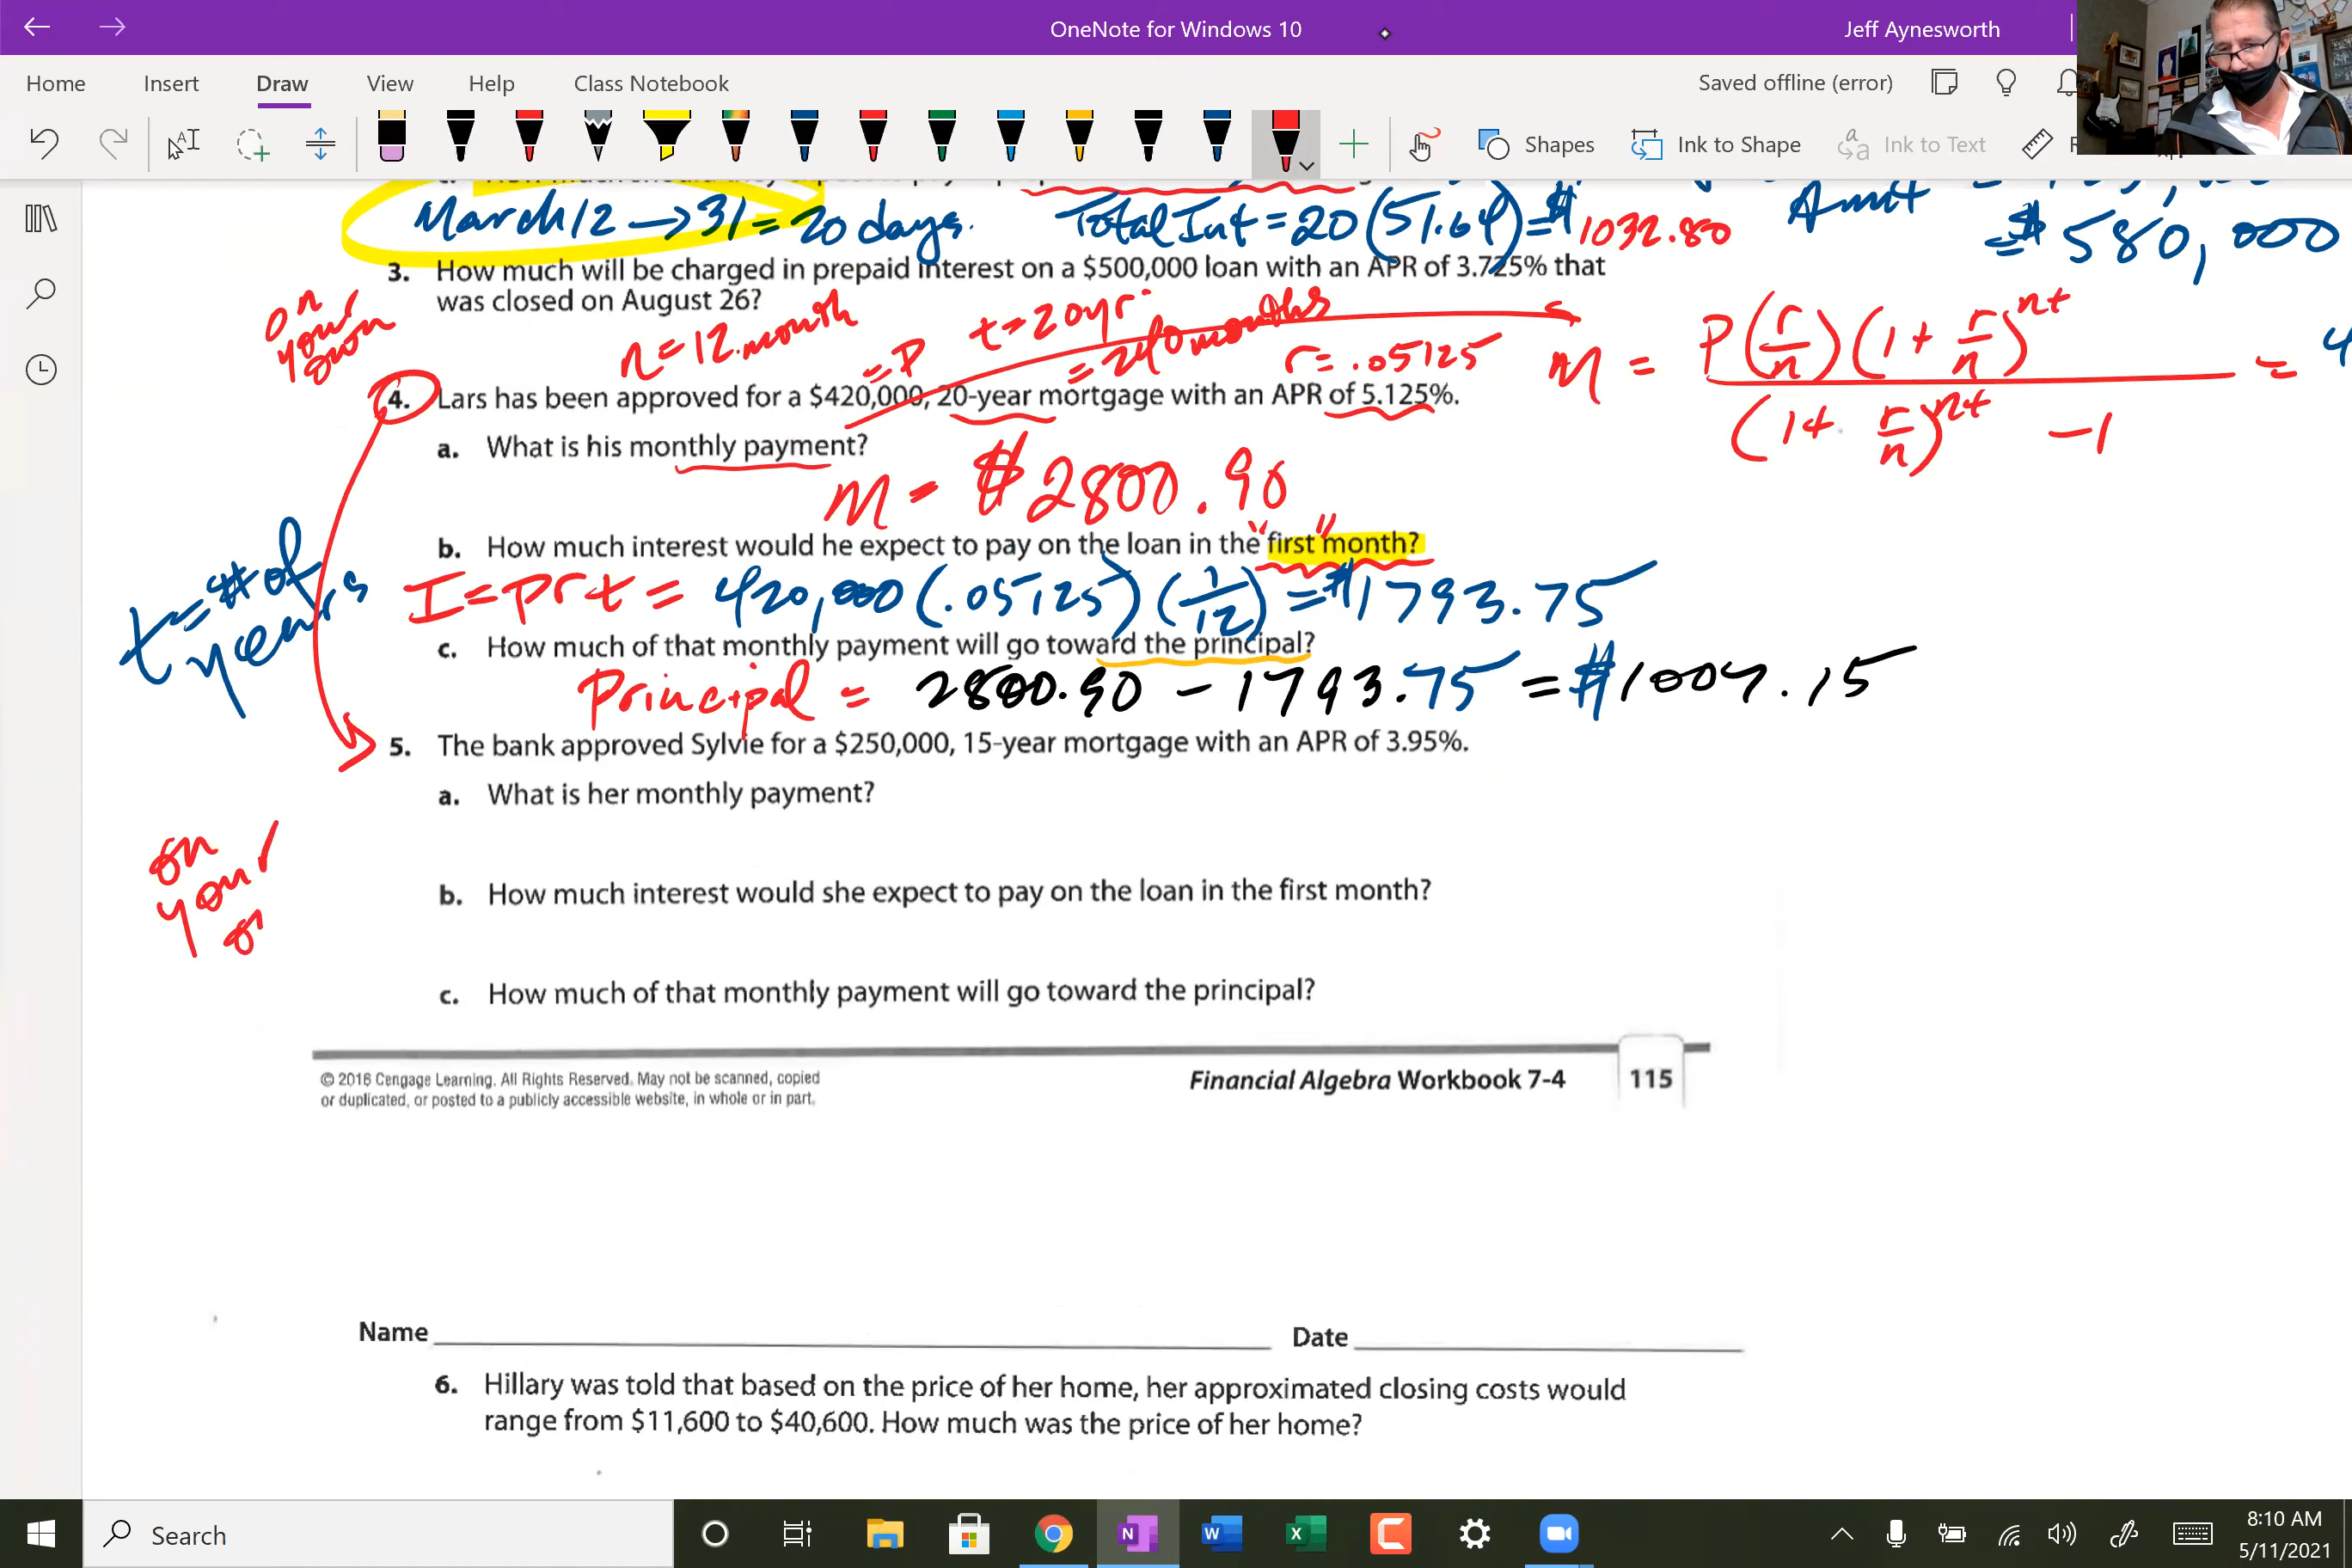 OneNote for Windows 10
Jeff Aynesworth
Home Insert Draw View Help Class Notebook
Saved offline (error)
Shapes Ink to Shape Ink to Text
March 12 → 31 = 20 days. Total Int = 20 (51.64) = $1032.80
Amt
= $580,000
3. How much will be charged in prepaid interest on a $500,000 loan with an APR of 3.725% that
was closed on August 26?
on your own
n = 12 month = P t = 20 yr = 240 months r = .05125
M = P(r/n)(1 + r/n)^nt / (1 + r/n)^nt - 1 =
4. Lars has been approved for a $420,000, 20-year mortgage with an APR of 5.125%.
a. What is his monthly payment?
M = $2800.90
b. How much interest would he expect to pay on the loan in the "first month?"
t = # of years
I = prt = 420,000 (.05125) (1/12) = $1793.75
c. How much of that monthly payment will go toward the principal?
Principal = 2800.90 - 1793.75 = $1007.15
5. The bank approved Sylvie for a $250,000, 15-year mortgage with an APR of 3.95%.
a. What is her monthly payment?
on
your
o
b. How much interest would she expect to pay on the loan in the first month?
c. How much of that monthly payment will go toward the principal?
© 2016 Cengage Learning. All Rights Reserved. May not be scanned, copied
or duplicated, or posted to a publicly accessible website, in whole or in part.
Financial Algebra Workbook 7-4 115
Name Date
6. Hillary was told that based on the price of her home, her approximated closing costs would
range from $11,600 to $40,600. How much was the price of her home?
Search
8:10 AM
5/11/2021